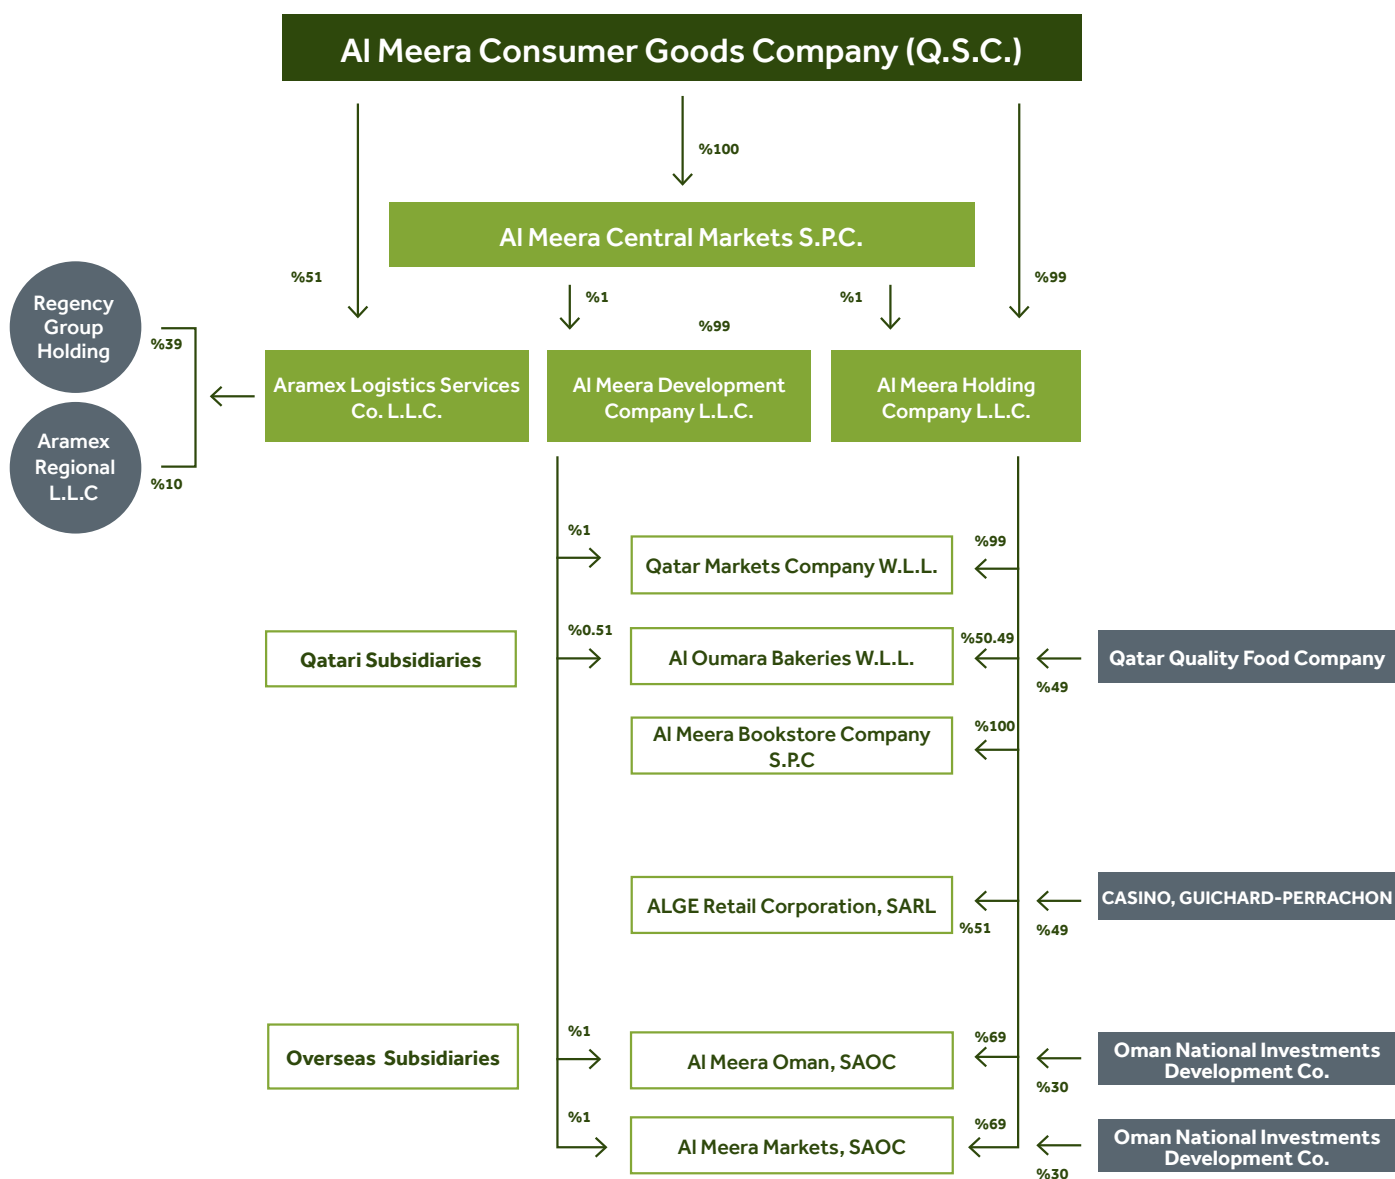 Al Meera Consumer Goods Company (Q.S.C.)
%100
Al Meera Central Markets S.P.C.
%51
%1
%1
%99
%99
Regency
Group
Holding
%39
Aramex
Regional
L.L.C
%10
Aramex Logistics Services
Co. L.L.C.
Al Meera Development
Company L.L.C.
Al Meera Holding
Company L.L.C.
%1
Qatar Markets Company W.L.L.
%99
Qatari Subsidiaries
%0.51
Al Oumara Bakeries W.L.L.
%50.49
%49
Qatar Quality Food Company
Al Meera Bookstore Company
S.P.C
%100
ALGE Retail Corporation, SARL
%51
%49
CASINO, GUICHARD-PERRACHON
Overseas Subsidiaries
%1
Al Meera Oman, SAOC
%69
%30
Oman National Investments
Development Co.
%1
Al Meera Markets, SAOC
%69
%30
Oman National Investments
Development Co.